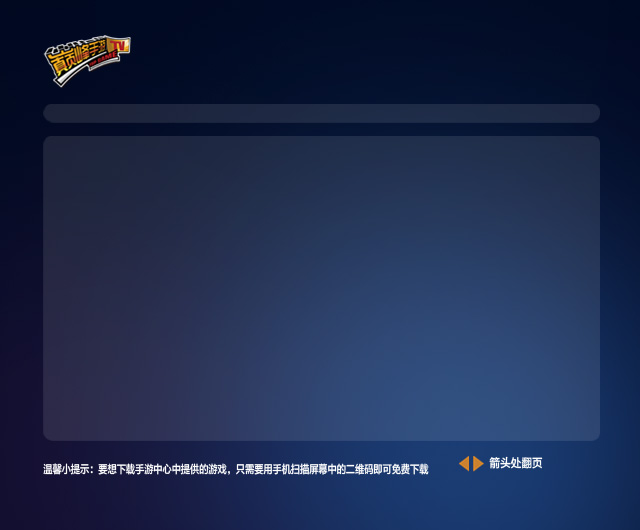 真巅峰手游TV
温馨小提示：要想下载手游中心中提供的游戏，只需要用手机扫描屏幕中的二维码即可免费下载
箭头处翻页